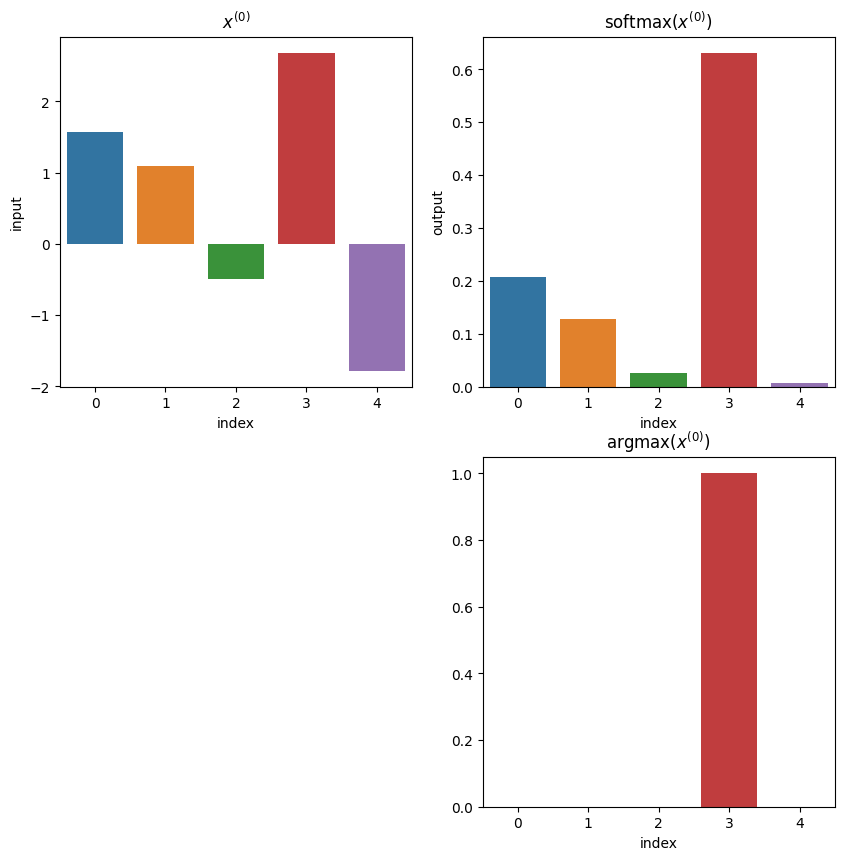 x^(0)
input
2
1
0
−1
−2
0 1 2 3 4
index
softmax(x^(0))
output
0.6
0.5
0.4
0.3
0.2
0.1
0.0
0 1 2 3 4
index
argmax(x^(0))
1.0
0.8
0.6
0.4
0.2
0.0
0 1 2 3 4
index